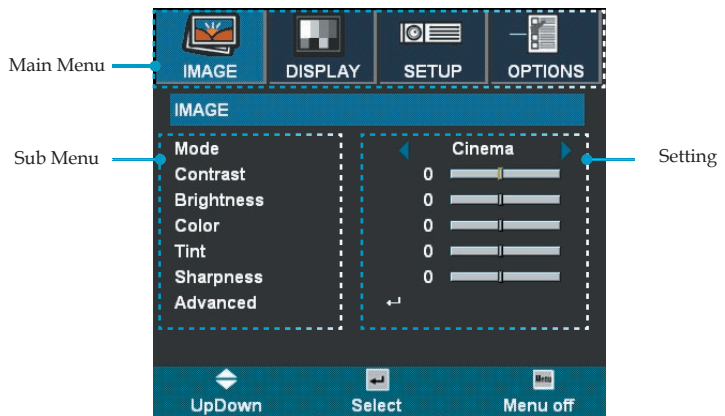 IMAGE DISPLAY SETUP OPTIONS
Main Menu
IMAGE
Mode Cinema
Sub Menu
Setting
Contrast 0
Brightness 0
Color 0
Tint 0
Sharpness 0
Advanced
Menu
UpDown Select Menu off